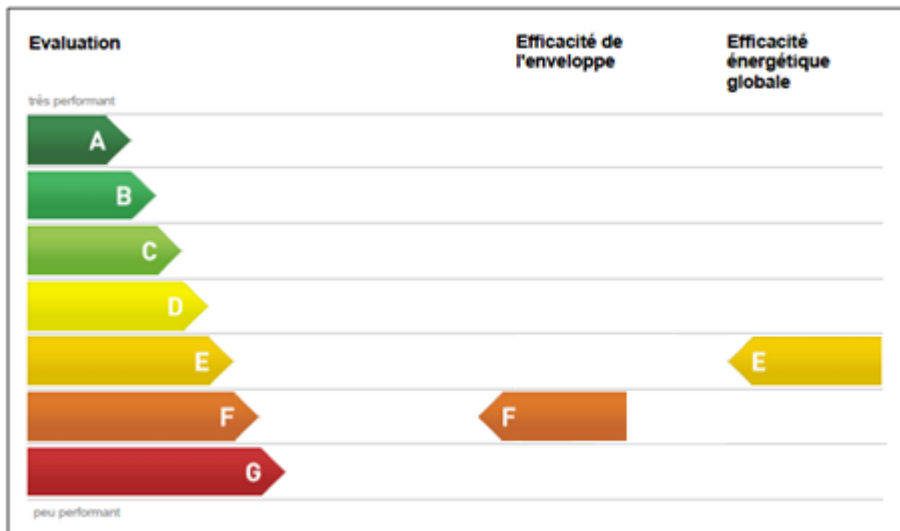 Evaluation
Efficacité de
l'enveloppe
Efficacité
énergétique
globale
très performant
A
B
C
D
E
E
F
F
G
peu performant